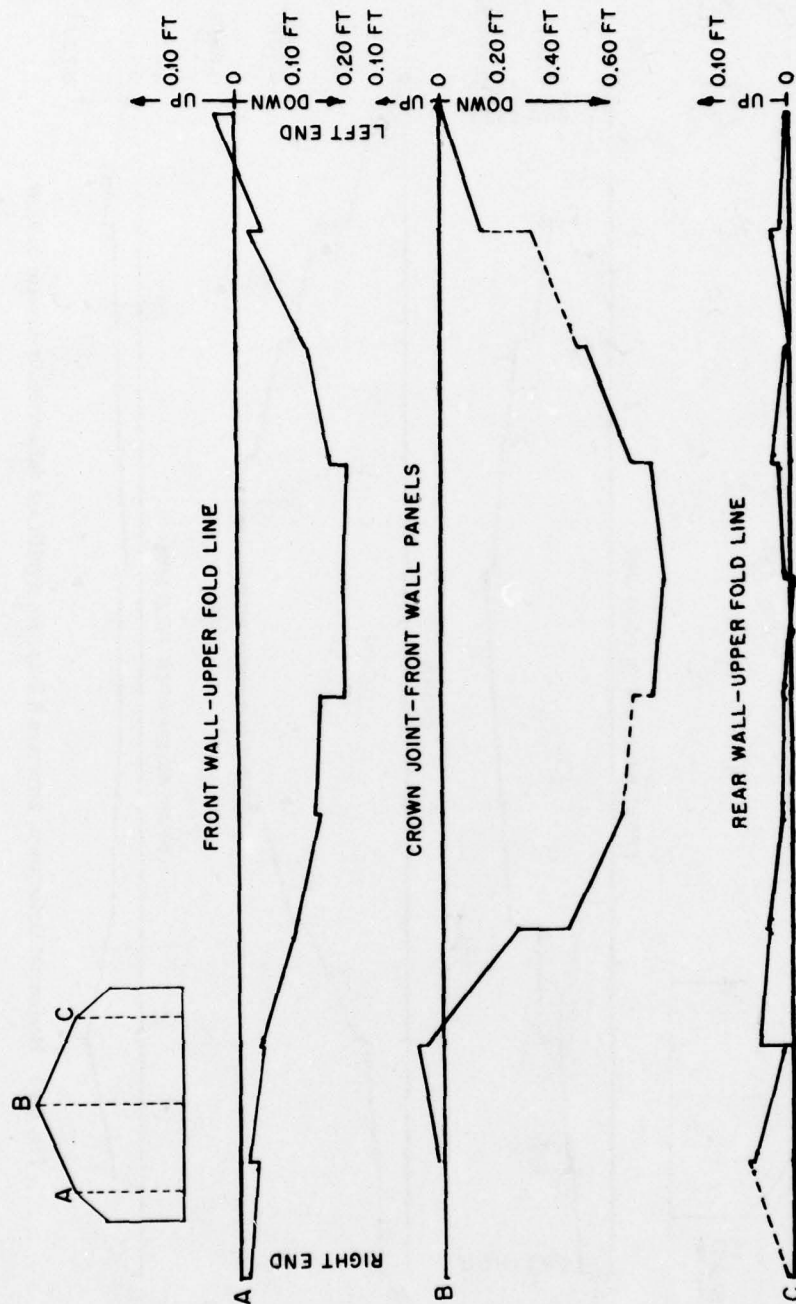 B
A
C
FRONT WALL-UPPER FOLD LINE
A
RIGHT END
LEFT END
0.10 FT
UP
0
DOWN
0.10 FT
0.20 FT
CROWN JOINT-FRONT WALL PANELS
B
0.10 FT
UP
0
DOWN
0.20 FT
0.40 FT
0.60 FT
REAR WALL-UPPER FOLD LINE
C
0.10 FT
UP
0